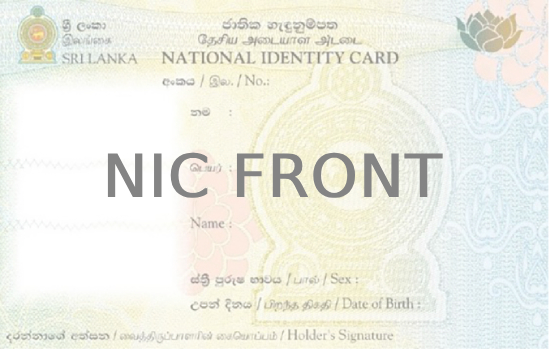 ශ්‍රී ලංකා
இலங்கை
SRI LANKA
ජාතික හැඳුනුම්පත
தேசிய அடையாள அட்டை
NATIONAL IDENTITY CARD
අංකය / இல. / No.:
නම :
பெயர் :
NIC FRONT
Name :
ස්ත්‍රී පුරුෂ භාවය / பால் / Sex :
උපන් දිනය / பிறந்த திகதி / Date of Birth :
දරන්නාගේ අත්සන / வைத்திருப்பாளரின் கையொப்பம் / Holder's Signature